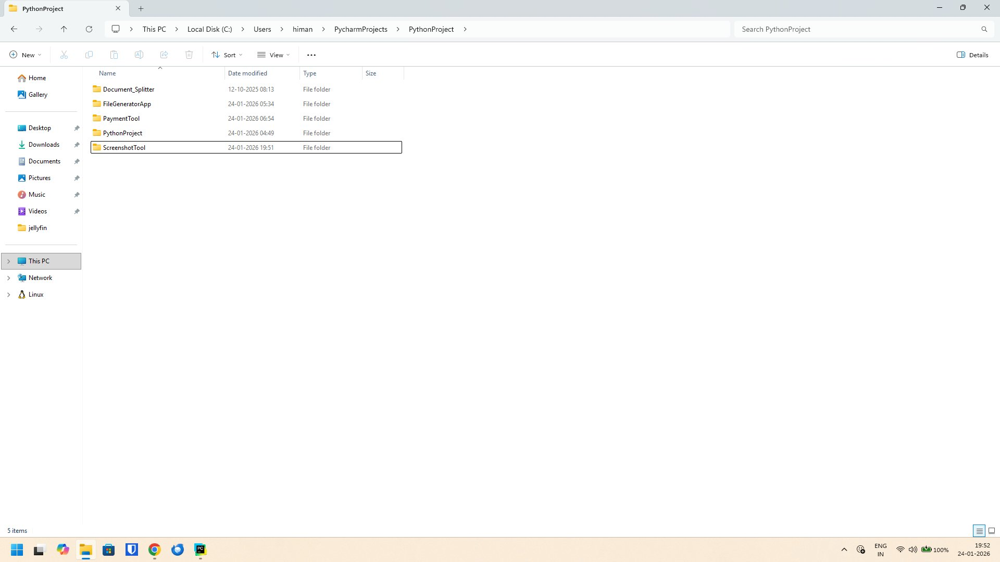 PythonProject
This PC > Local Disk (C:) > Users > himan > PycharmProjects > PythonProject >
Search PythonProject
New
Sort
View
Details
Name
Date modified
Type
Size
Document_Splitter 12-10-2025 08:13 File folder
FileGeneratorApp 24-01-2026 05:34 File folder
PaymentTool 24-01-2026 06:54 File folder
PythonProject 24-01-2026 04:49 File folder
ScreenshotTool 24-01-2026 19:51 File folder
Home
Gallery
Desktop
Downloads
Documents
Pictures
Music
Videos
jellyfin
This PC
Network
Linux
5 items
PC
ENG
IN
100%
19:52
24-01-2026